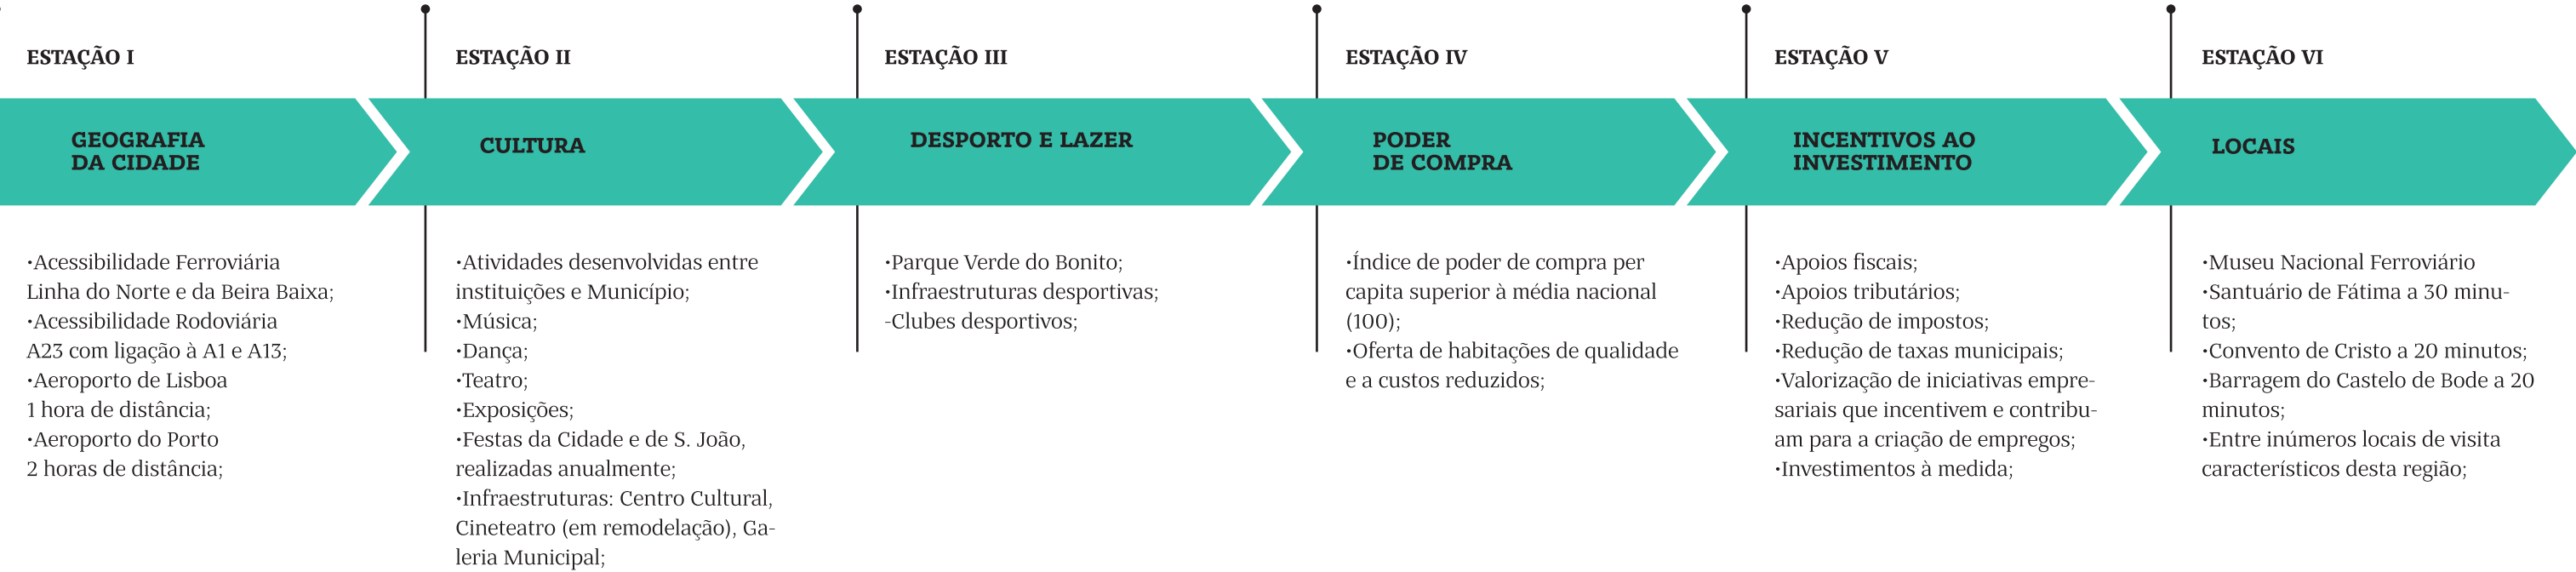 ESTAÇÃO I
GEOGRAFIA
DA CIDADE
•Acessibilidade Ferroviária
Linha do Norte e da Beira Baixa;
•Acessibilidade Rodoviária
A23 com ligação à A1 e A13;
•Aeroporto de Lisboa
1 hora de distância;
•Aeroporto do Porto
2 horas de distância;
ESTAÇÃO II
CULTURA
•Atividades desenvolvidas entre
instituições e Município;
•Música;
•Dança;
•Teatro;
•Exposições;
•Festas da Cidade e de S. João,
realizadas anualmente;
•Infraestruturas: Centro Cultural,
Cineteatro (em remodelação), Ga-
leria Municipal;
ESTAÇÃO III
DESPORTO E LAZER
•Parque Verde do Bonito;
•Infraestruturas desportivas;
-Clubes desportivos;
ESTAÇÃO IV
PODER
DE COMPRA
•Índice de poder de compra per
capita superior à média nacional
(100);
•Oferta de habitações de qualidade
e a custos reduzidos;
ESTAÇÃO V
INCENTIVOS AO
INVESTIMENTO
•Apoios fiscais;
•Apoios tributários;
•Redução de impostos;
•Redução de taxas municipais;
•Valorização de iniciativas empre-
sariais que incentivem e contribu-
am para a criação de empregos;
•Investimentos à medida;
ESTAÇÃO VI
LOCAIS
•Museu Nacional Ferroviário
•Santuário de Fátima a 30 minu-
tos;
•Convento de Cristo a 20 minutos;
•Barragem do Castelo de Bode a 20
minutos;
•Entre inúmeros locais de visita
característicos desta região;